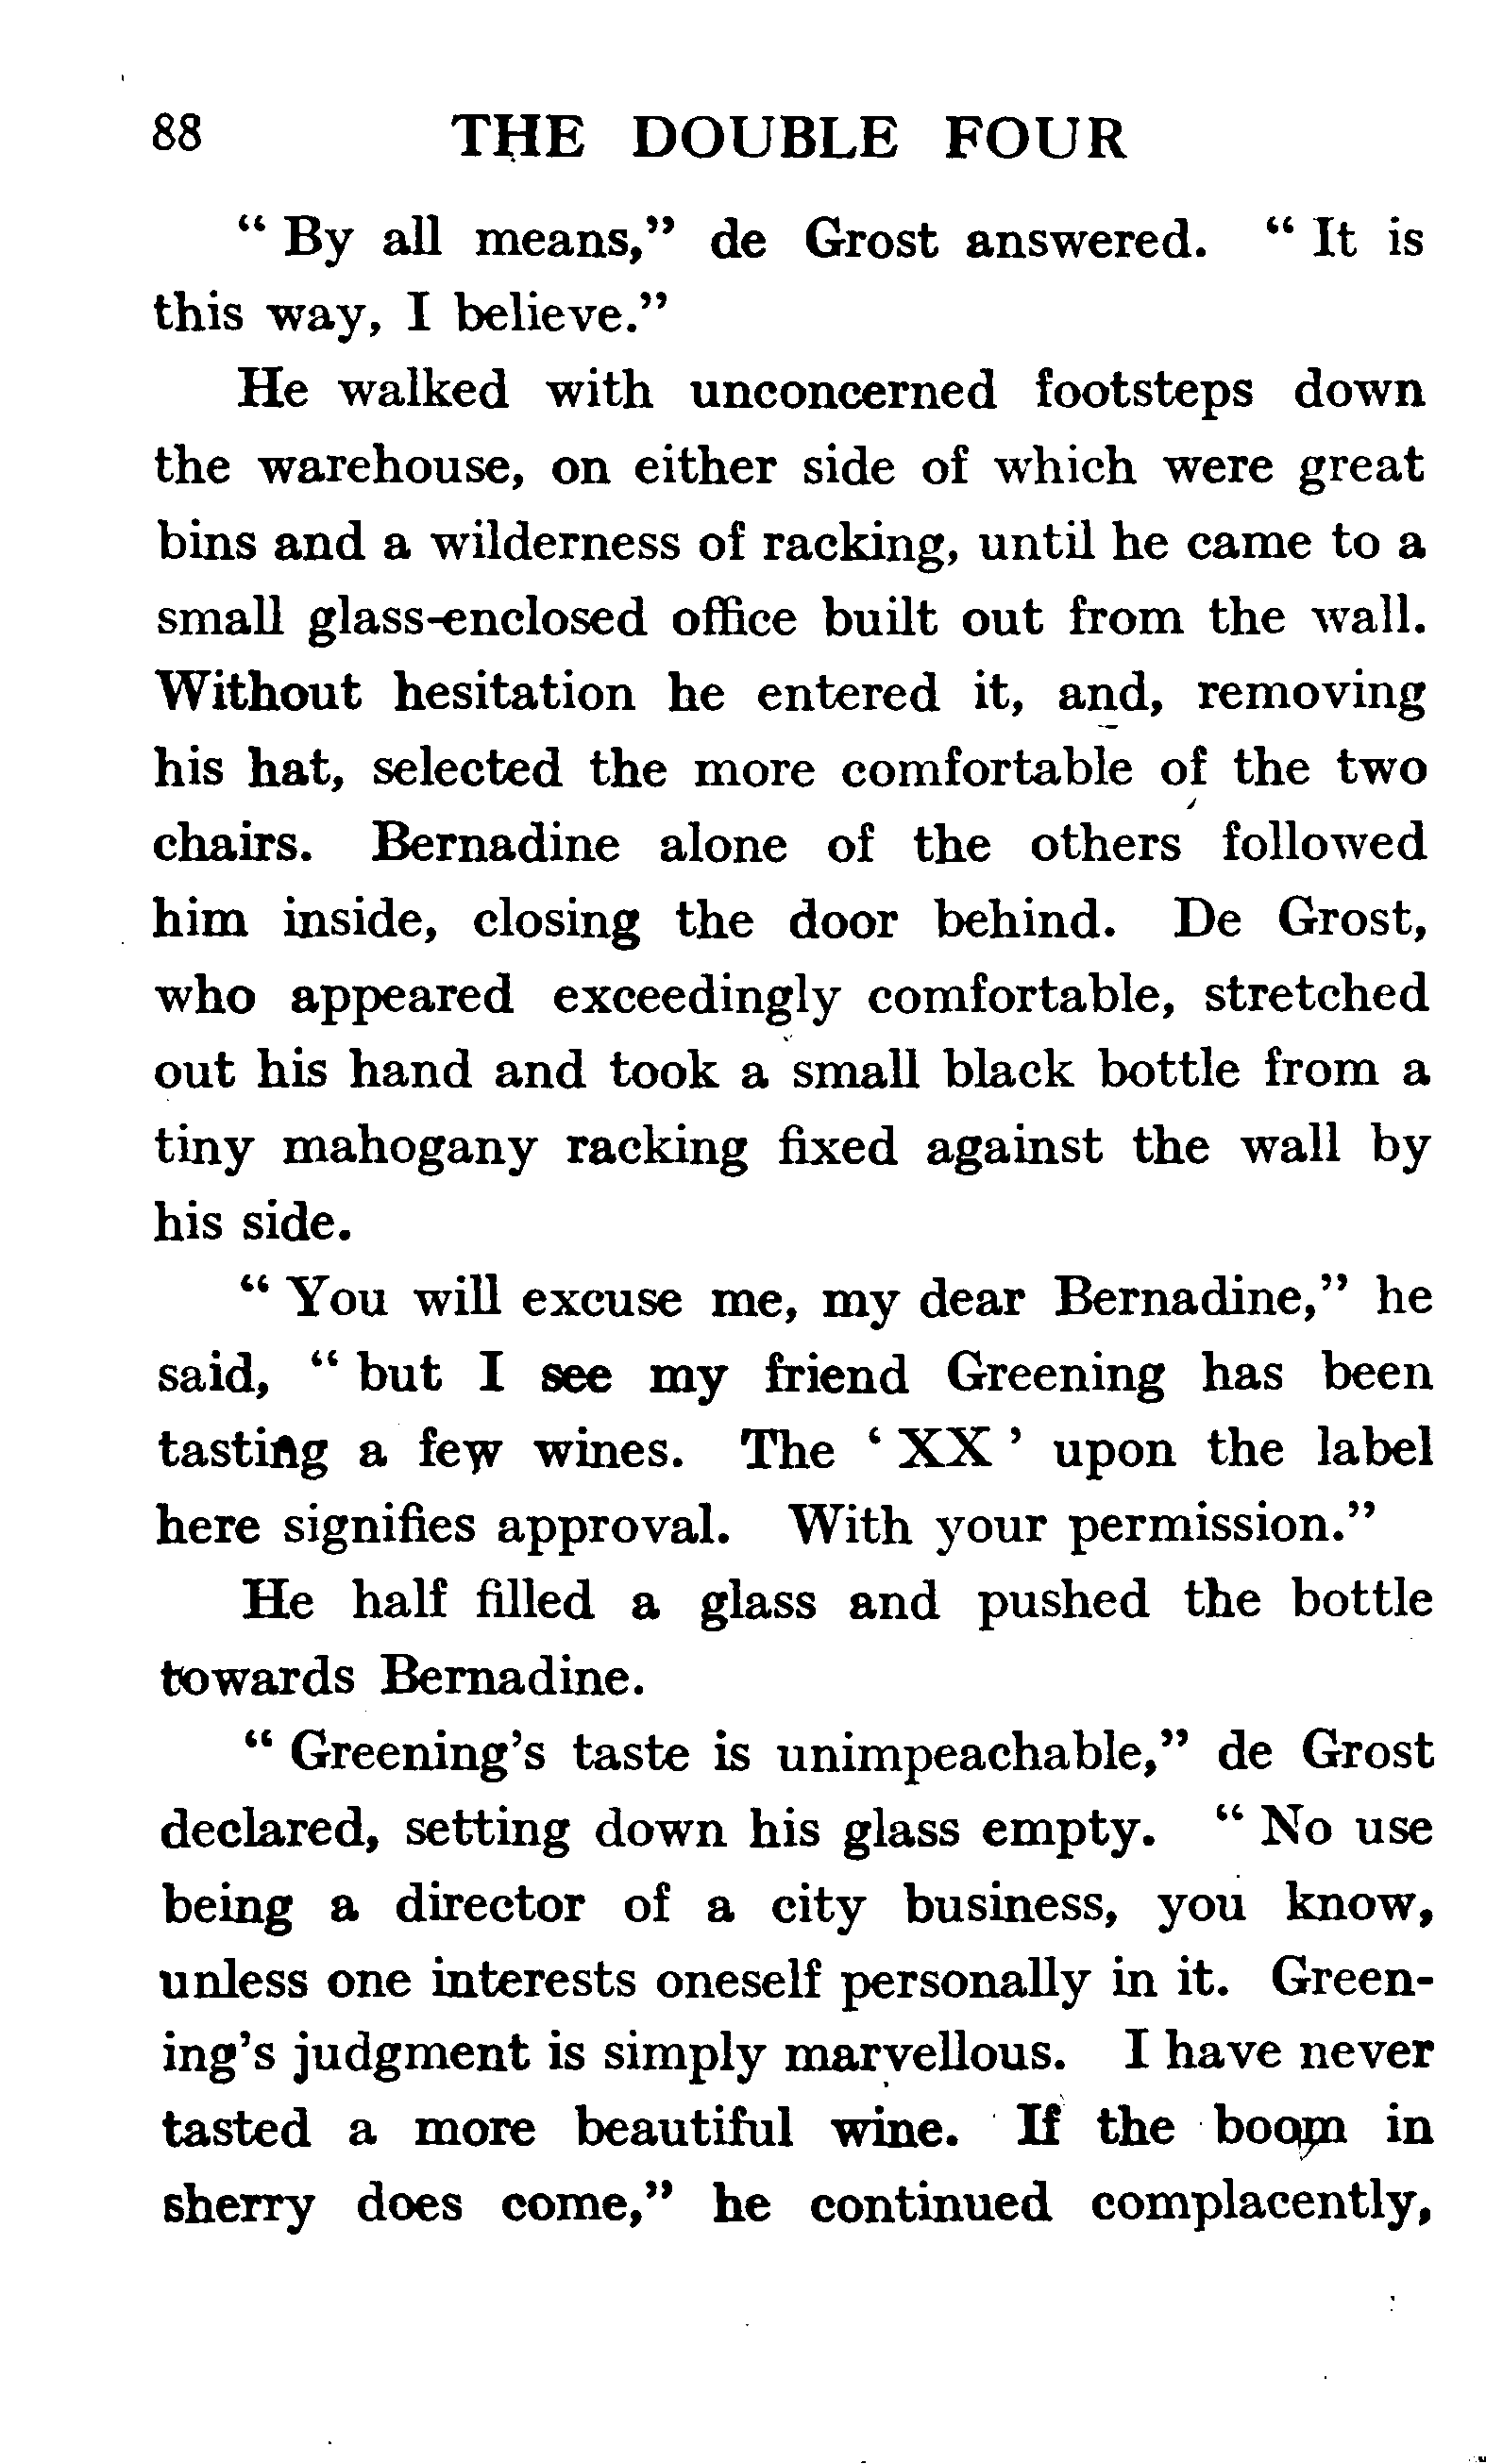 88 THE DOUBLE FOUR
“ By all means,” de Grost answered. “ It is
this way, I believe.”
He walked with unconcerned footsteps down
the warehouse, on either side of which were great
bins and a wilderness of racking, until he came to a
small glass-enclosed office built out from the wall.
Without hesitation he entered it, and, removing
his hat, selected the more comfortable of the two
chairs. Bernadine alone of the others followed
him inside, closing the door behind. De Grost,
who appeared exceedingly comfortable, stretched
out his hand and took a small black bottle from a
tiny mahogany racking fixed against the wall by
his side.
“ You will excuse me, my dear Bernadine,” he
said, “ but I see my friend Greening has been
tasting a few wines. The ‘ XX ’ upon the label
here signifies approval. With your permission.”
He half filled a glass and pushed the bottle
towards Bernadine.
“ Greening’s taste is unimpeachable,” de Grost
declared, setting down his glass empty. “ No use
being a director of a city business, you know,
unless one interests oneself personally in it. Green-
ing’s judgment is simply marvellous. I have never
tasted a more beautiful wine. If the boom in
sherry does come,” he continued complacently,